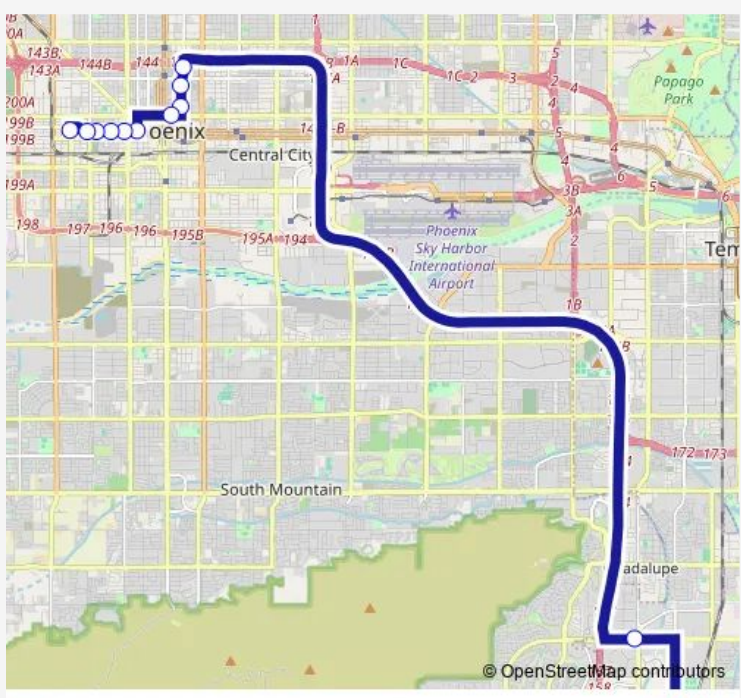 143B;
143A
144B
144
1A
1C
1C
2
3
2
4
5
4
Papago
Park
200A
199B
199B
oenix
Central City
5
4
4
6
5
6
3B
3A
199A
198
197
196
196
195B
195A
194
2
Phoenix
Sky Harbor
International
Airport
Tem
1B
172
173
South Mountain
adalupe
© OpenStreetMap contributors
158